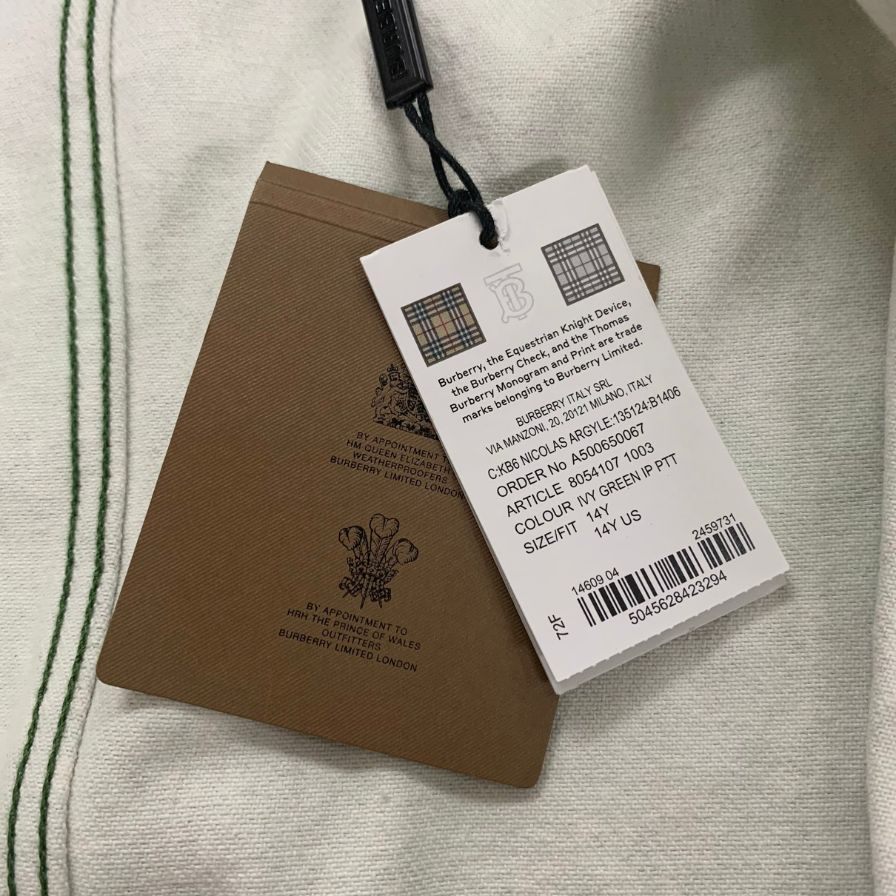 BY APPOINTMENT TO
HM QUEEN ELIZABETH
WEATHERPROOFERS
BURBERRY LIMITED LONDON
BY APPOINTMENT TO
HRH THE PRINCE OF WALES
OUTFITTERS
BURBERRY LIMITED LONDON
Burberry, the Equestrian Knight Device,
the Burberry Check, and the Thomas
Burberry Monogram and Print are trade
marks belonging to Burberry Limited.
BURBERRY ITALY SRL
VIA MANZONI, 20, 20121 MILANO, ITALY
C:KB6 NICOLAS ARGYLE:135124:B1406
ORDER No A500650067
ARTICLE 8054107 1003
COLOUR IVY GREEN IP PTT
SIZE/FIT 14Y
14Y US
14609 04 2459731
72F
5045628423294